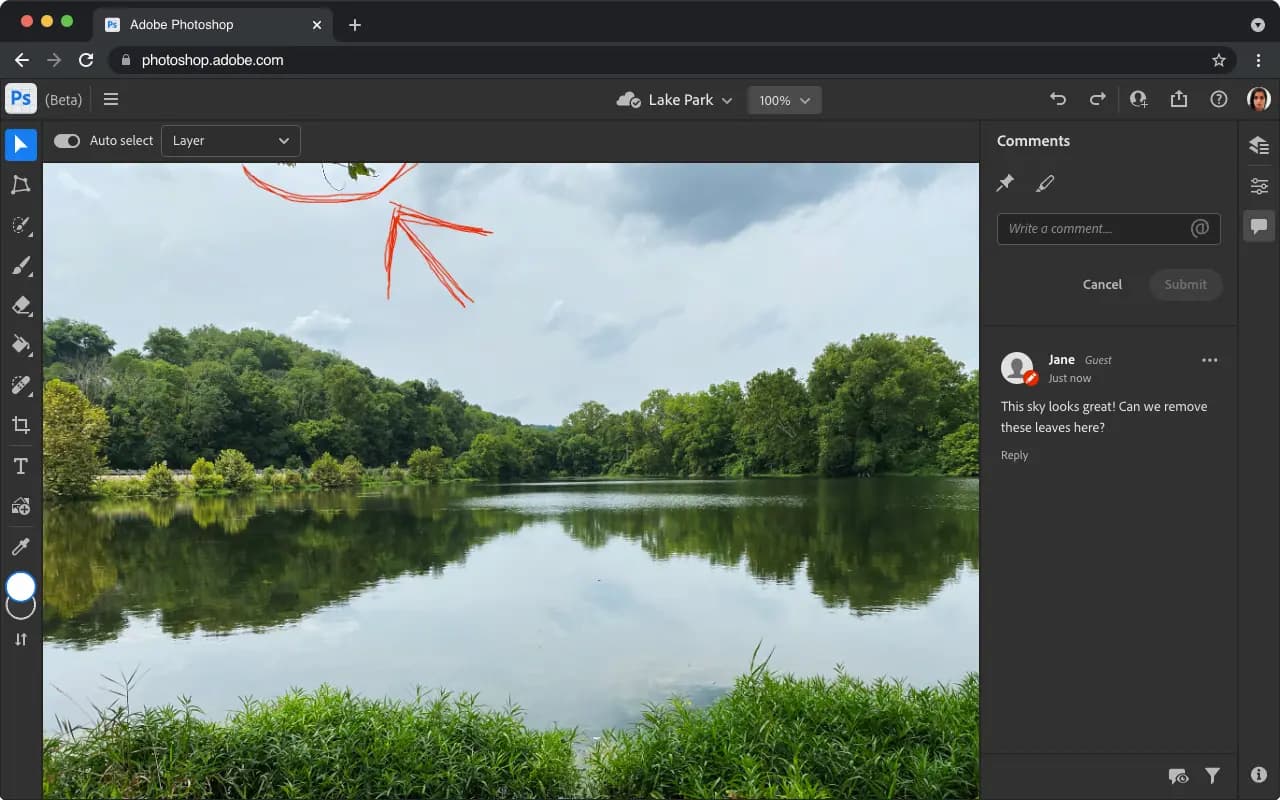 Ps Adobe Photoshop
photoshop.adobe.com
Ps (Beta)
Lake Park
100%
Auto select
Layer
Comments
Write a comment...
@
Cancel
Submit
Jane Guest
Just now
This sky looks great! Can we remove
these leaves here?
Reply